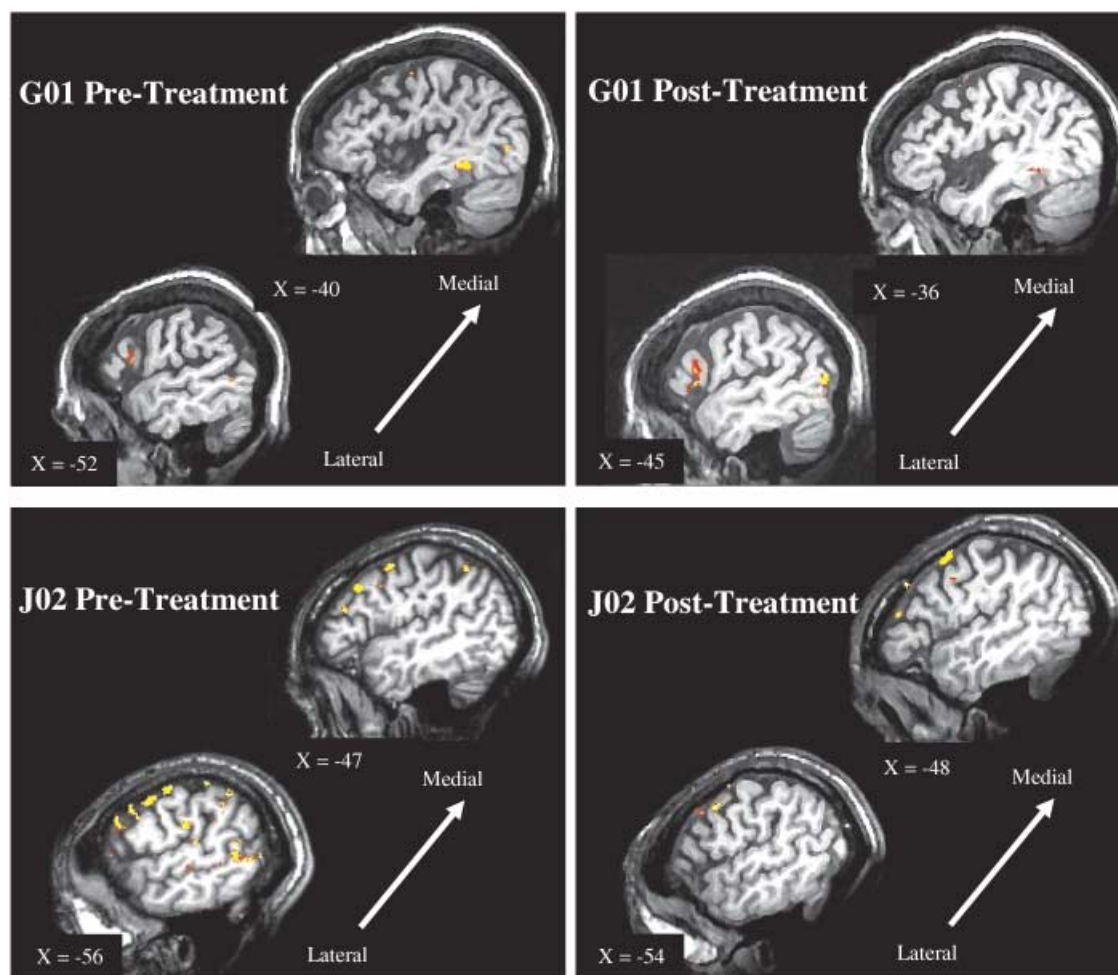 G01 Pre-Treatment
X = -40
Medial
X = -52
Lateral
G01 Post-Treatment
X = -36
Medial
X = -45
Lateral
J02 Pre-Treatment
X = -47
Medial
X = -56
Lateral
J02 Post-Treatment
X = -48
Medial
X = -54
Lateral